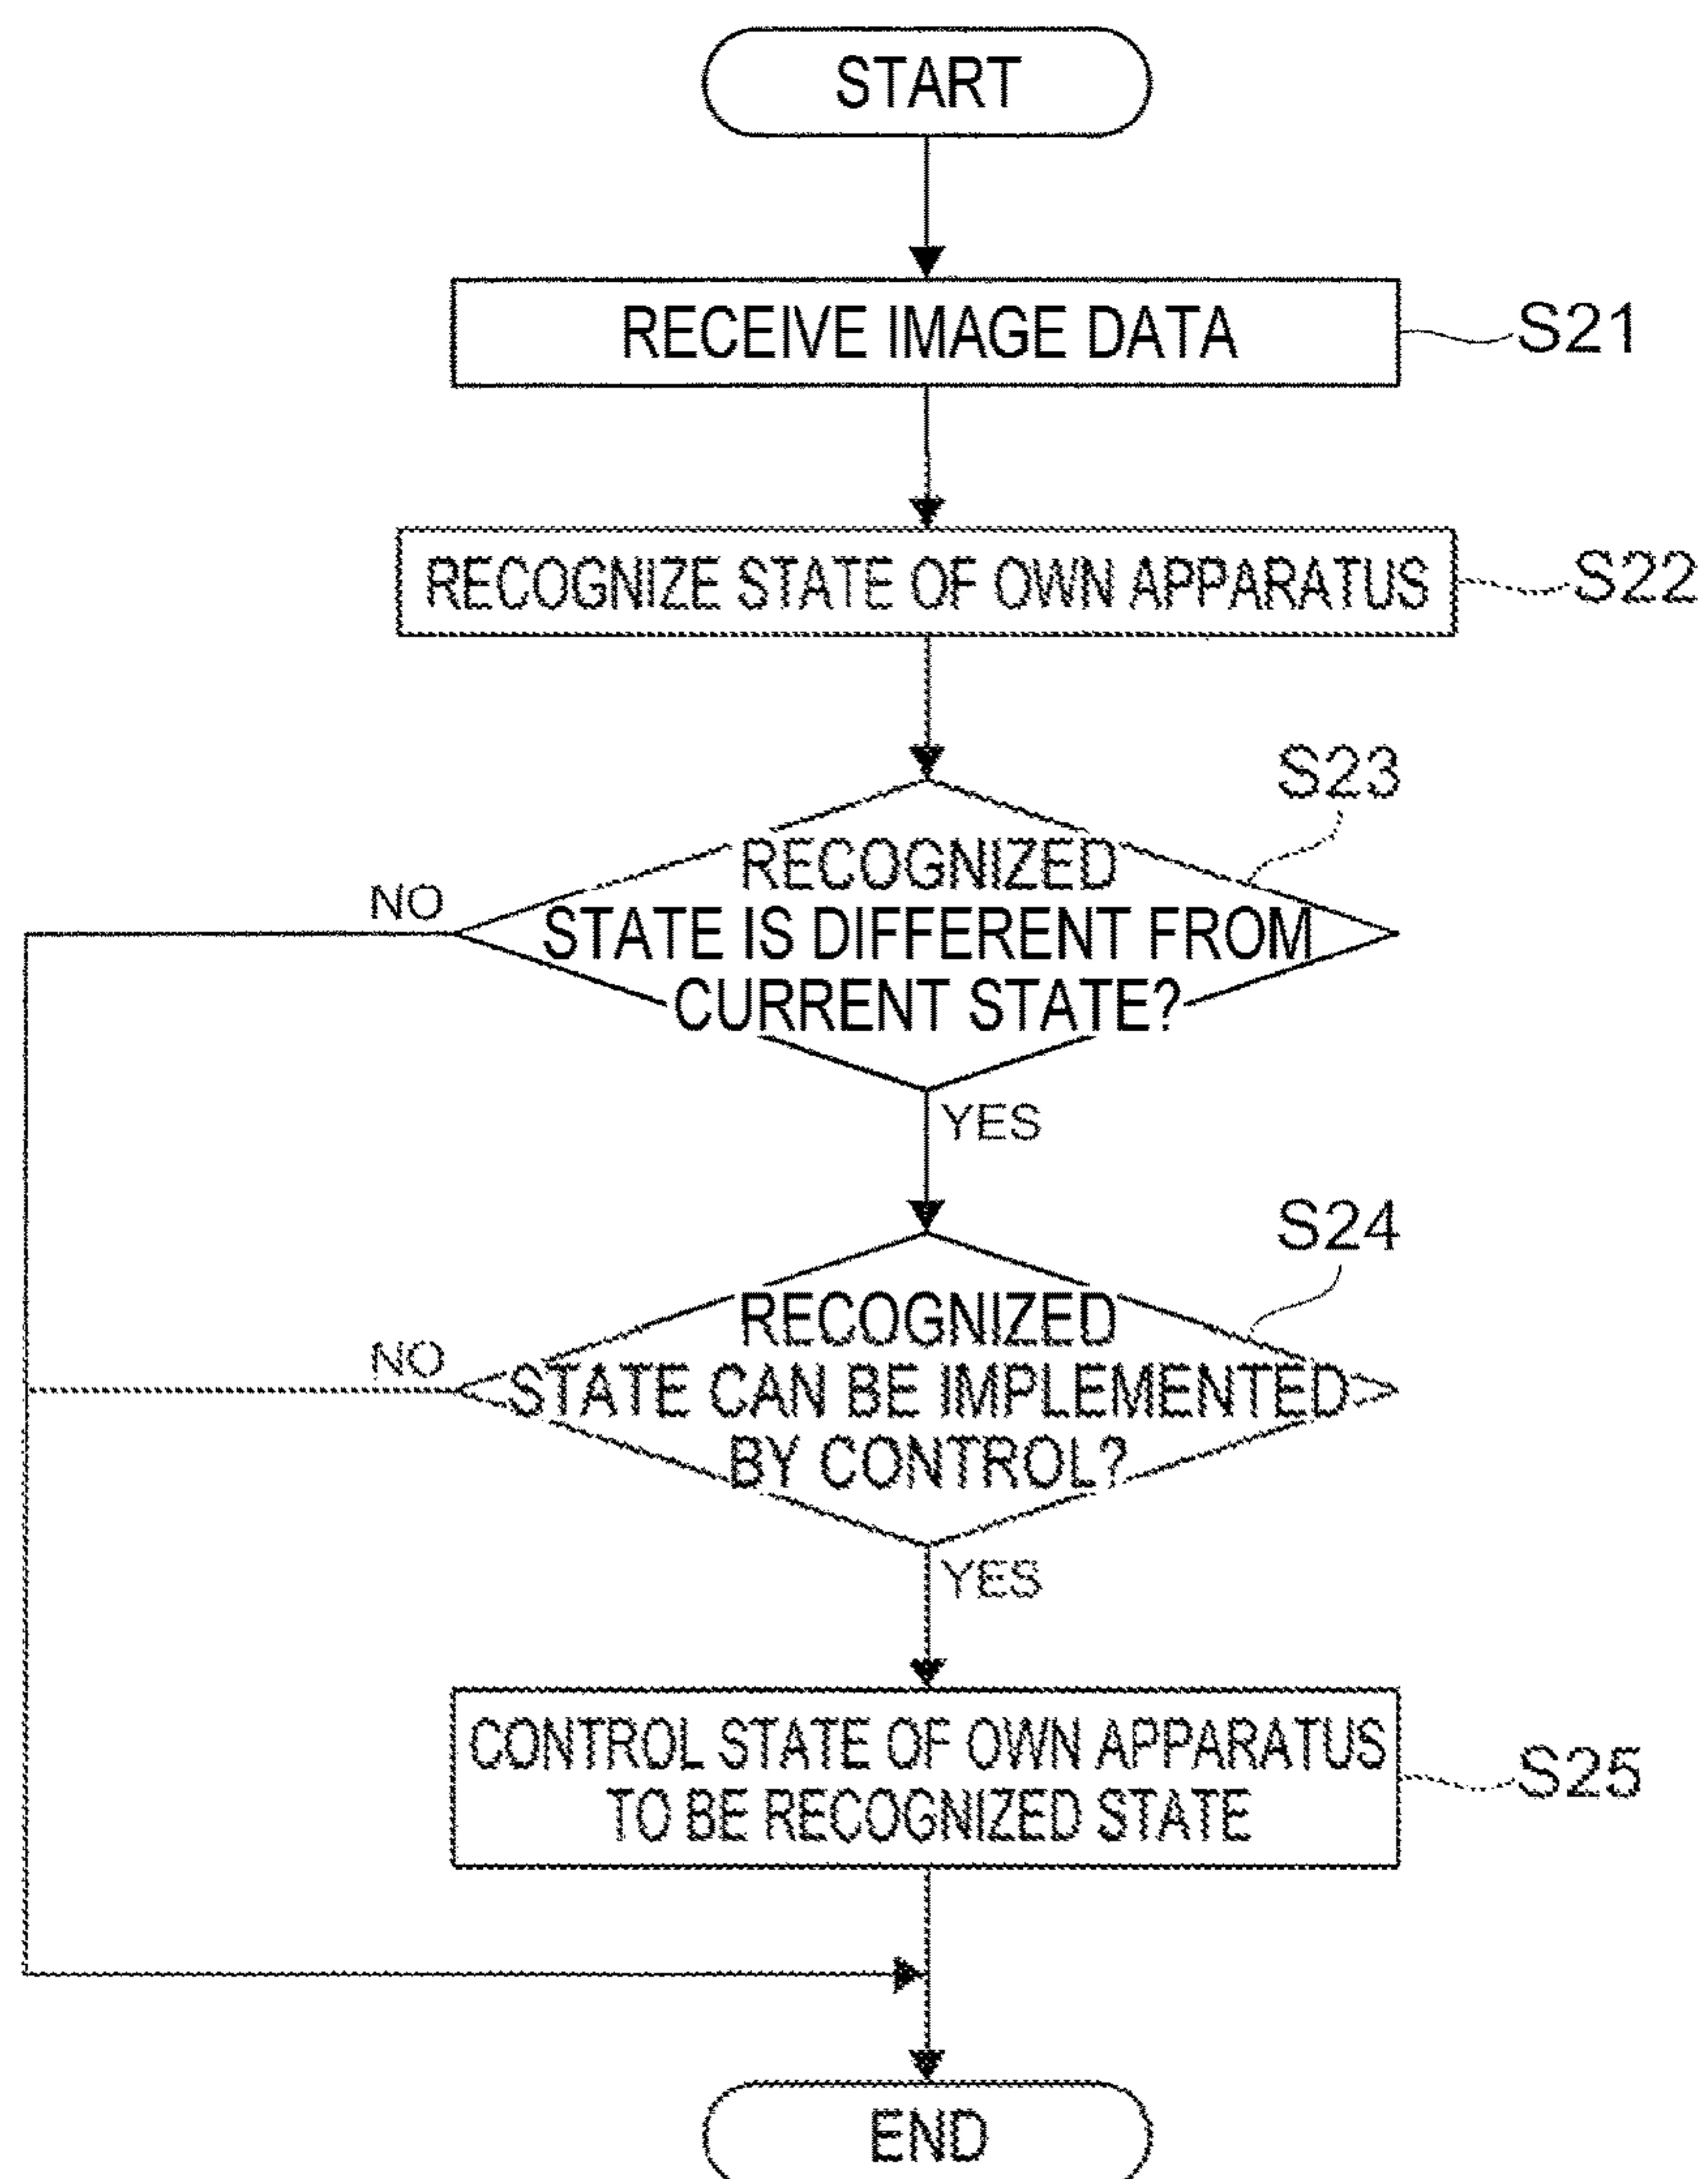 START
RECEIVE IMAGE DATA
S21
RECOGNIZE STATE OF OWN APPARATUS
S22
S23
RECOGNIZED
STATE IS DIFFERENT FROM
CURRENT STATE?
NO
YES
S24
RECOGNIZED
STATE CAN BE IMPLEMENTED
BY CONTROL?
NO
YES
CONTROL STATE OF OWN APPARATUS
TO BE RECOGNIZED STATE
S25
END